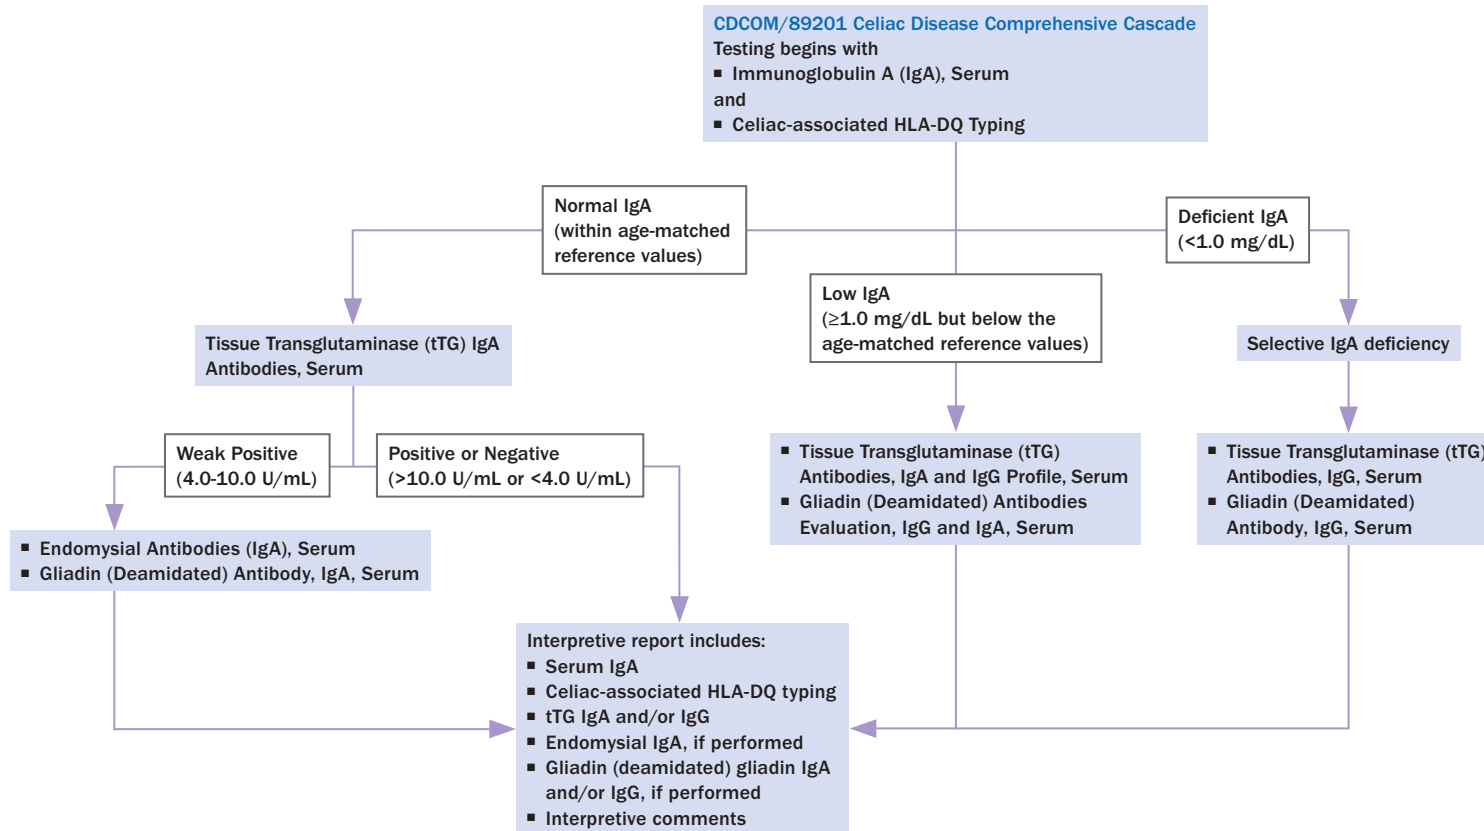 CDCOM/89201 Celiac Disease Comprehensive Cascade
Testing begins with
■ Immunoglobulin A (IgA), Serum
and
■ Celiac-associated HLA-DQ Typing
Normal IgA
(within age-matched
reference values)
Deficient IgA
(<1.0 mg/dL)
Low IgA
(≥1.0 mg/dL but below the
age-matched reference values)
Tissue Transglutaminase (tTG) IgA
Antibodies, Serum
Selective IgA deficiency
Weak Positive
(4.0-10.0 U/mL)
Positive or Negative
(>10.0 U/mL or <4.0 U/mL)
■ Tissue Transglutaminase (tTG)
Antibodies, IgA and IgG Profile, Serum
■ Gliadin (Deamidated) Antibodies
Evaluation, IgG and IgA, Serum
■ Tissue Transglutaminase (tTG)
Antibodies, IgG, Serum
■ Gliadin (Deamidated)
Antibody, IgG, Serum
■ Endomysial Antibodies (IgA), Serum
■ Gliadin (Deamidated) Antibody, IgA, Serum
Interpretive report includes:
■ Serum IgA
■ Celiac-associated HLA-DQ typing
■ tTG IgA and/or IgG
■ Endomysial IgA, if performed
■ Gliadin (deamidated) gliadin IgA
and/or IgG, if performed
■ Interpretive comments